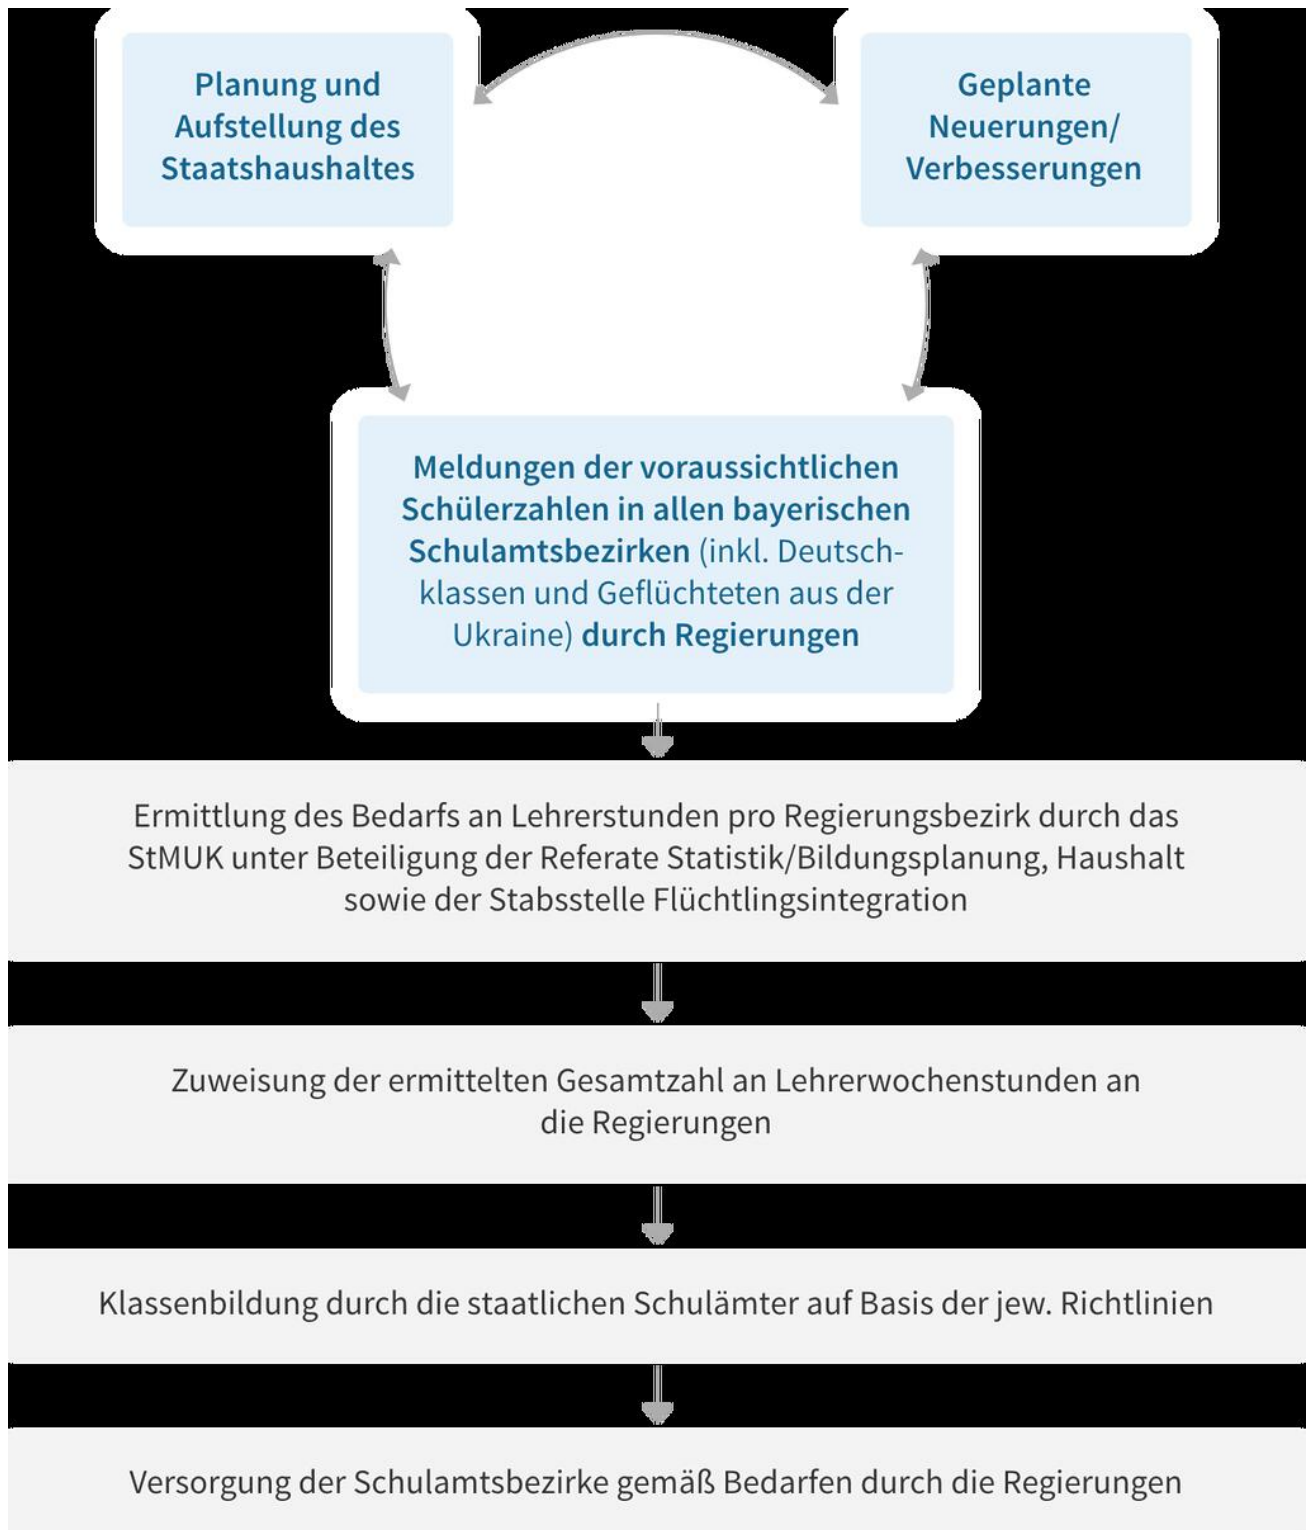 Planung und
Aufstellung des
Staatshaushaltes
Geplante
Neuerungen/
Verbesserungen
Meldungen der voraussichtlichen
Schülerzahlen in allen bayerischen
Schulamtsbezirken (inkl. Deutsch-
klassen und Geflüchteten aus der
Ukraine) durch Regierungen
Ermittlung des Bedarfs an Lehrerstunden pro Regierungsbezirk durch das
StMUK unter Beteiligung der Referate Statistik/Bildungsplanung, Haushalt
sowie der Stabsstelle Flüchtlingsintegration
Zuweisung der ermittelten Gesamtzahl an Lehrerwochenstunden an
die Regierungen
Klassenbildung durch die staatlichen Schulämter auf Basis der jew. Richtlinien
Versorgung der Schulamtsbezirke gemäß Bedarfen durch die Regierungen